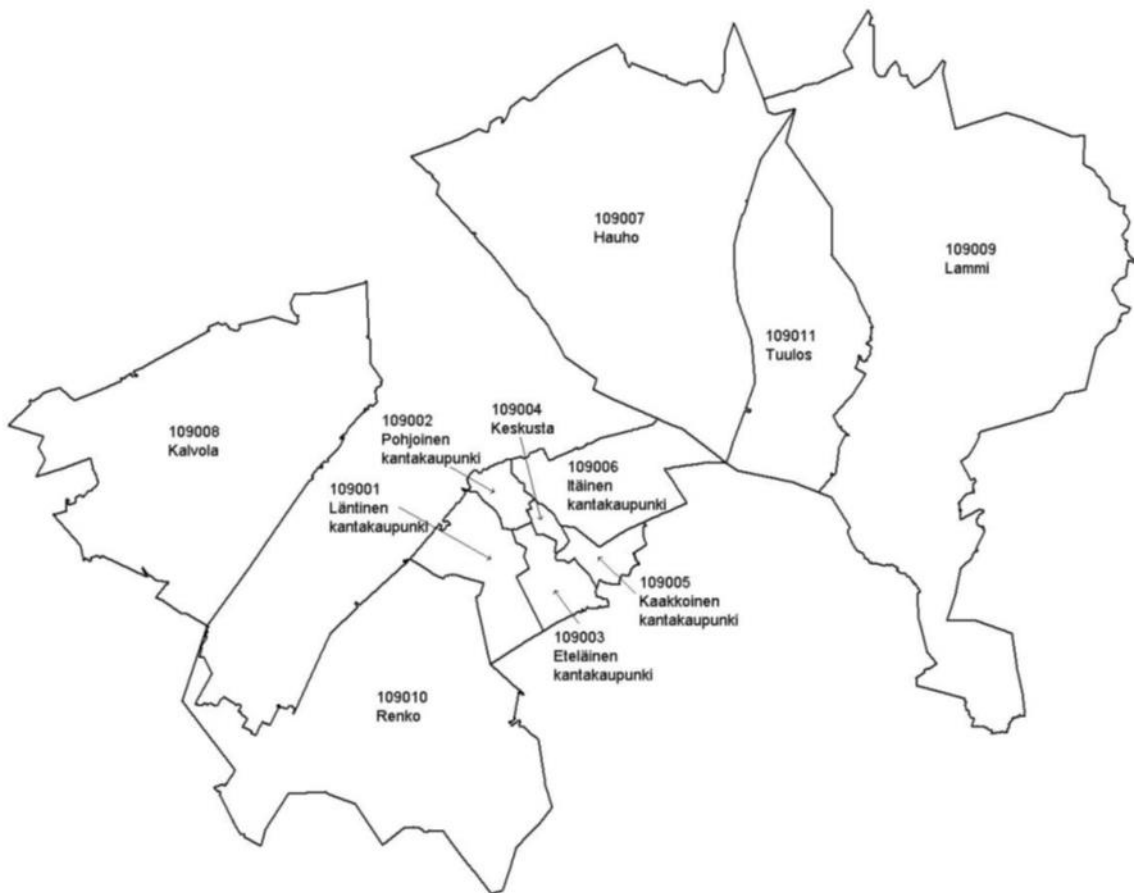 109007
Hauho
109009
Lammi
109011
Tuulos
109004
Keskusta
109002
Pohjoinen
kantakaupunki
109008
Kalvola
109006
Itäinen
kantakaupunki
109001
Läntinen
kantakaupunki
109005
Kaakkoinen
kantakaupunki
109003
Eteläinen
kantakaupunki
109010
Renko